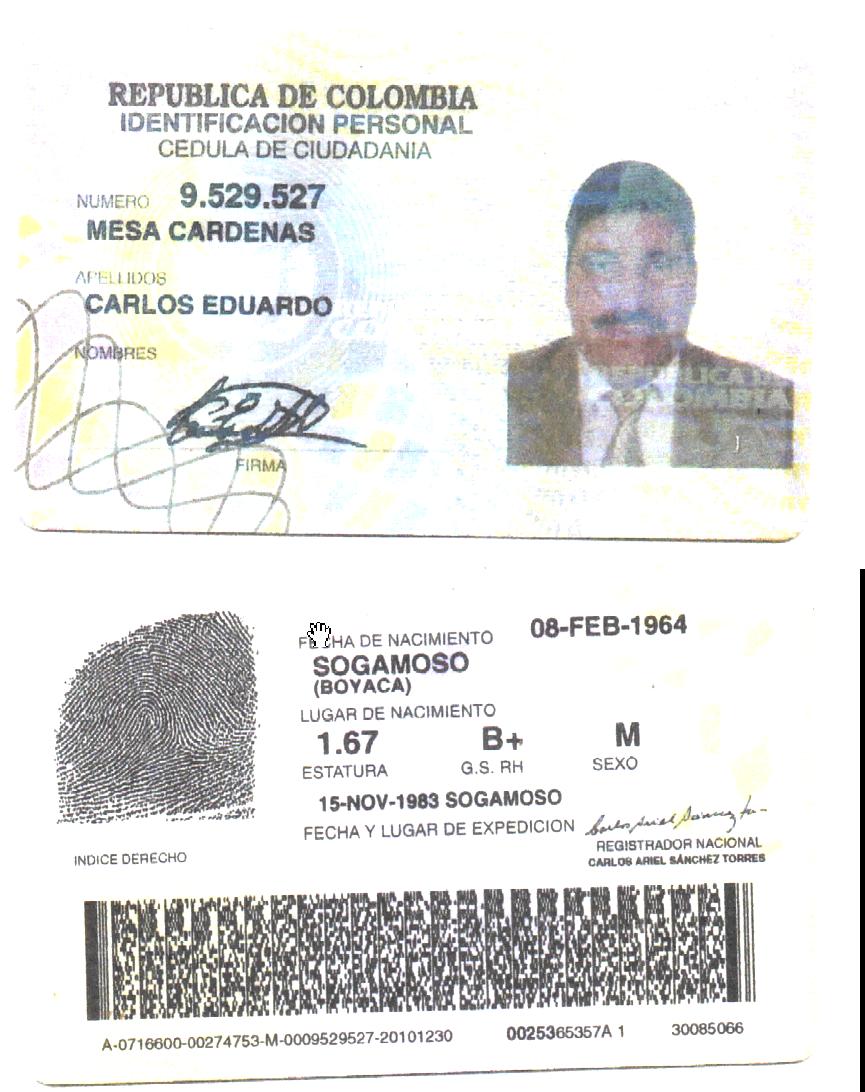 REPUBLICA DE COLOMBIA
IDENTIFICACION PERSONAL
CEDULA DE CIUDADANIA
NUMERO 9.529.527
MESA CARDENAS
APELLIDOS
CARLOS EDUARDO
NOMBRES
FIRMA
REPUBLICA DE
COLOMBIA
08-FEB-1964
FECHA DE NACIMIENTO
SOGAMOSO
(BOYACA)
LUGAR DE NACIMIENTO
1.67 B+ M
ESTATURA G.S. RH SEXO
15-NOV-1983 SOGAMOSO
FECHA Y LUGAR DE EXPEDICION
INDICE DERECHO
REGISTRADOR NACIONAL
CARLOS ARIEL SÁNCHEZ TORRES
A-0716600-00274753-M-0009529527-20101230 0025365357A 1 30085066